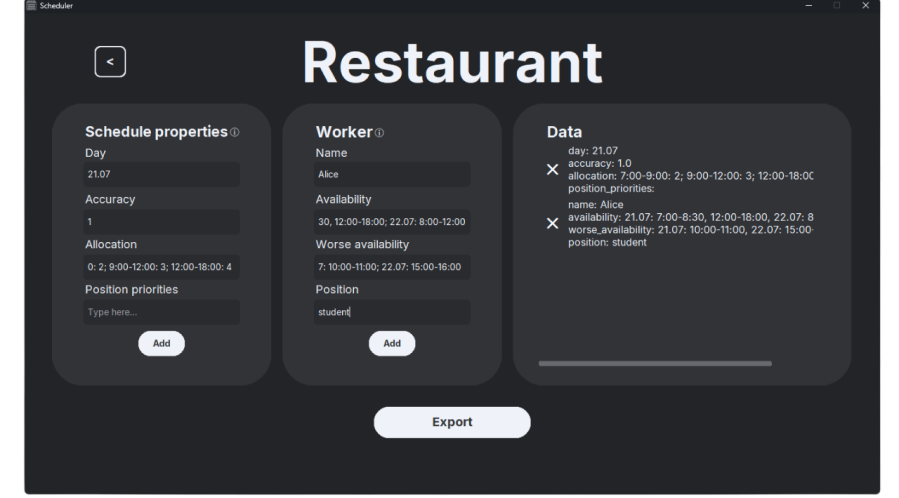 Scheduler
<
Restaurant
Schedule properties
Day
21.07
Accuracy
1
Allocation
0: 2; 9:00-12:00: 3; 12:00-18:00: 4
Position priorities
Type here...
Add
Worker
Name
Alice
Availability
30, 12:00-18:00; 22.07: 8:00-12:00
Worse availability
7: 10:00-11:00; 22.07: 15:00-16:00
Position
student
Add
Data
day: 21.07
accuracy: 1.0
allocation: 7:00-9:00: 2; 9:00-12:00: 3; 12:00-18:00
position_priorities:
name: Alice
availability: 21.07: 7:00-8:30, 12:00-18:00, 22.07: 8
worse_availability: 21.07: 10:00-11:00, 22.07: 15:00-
position: student
Export